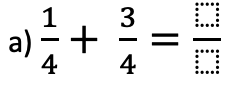 a) 1/4 + 3/4 = ⬚/⬚